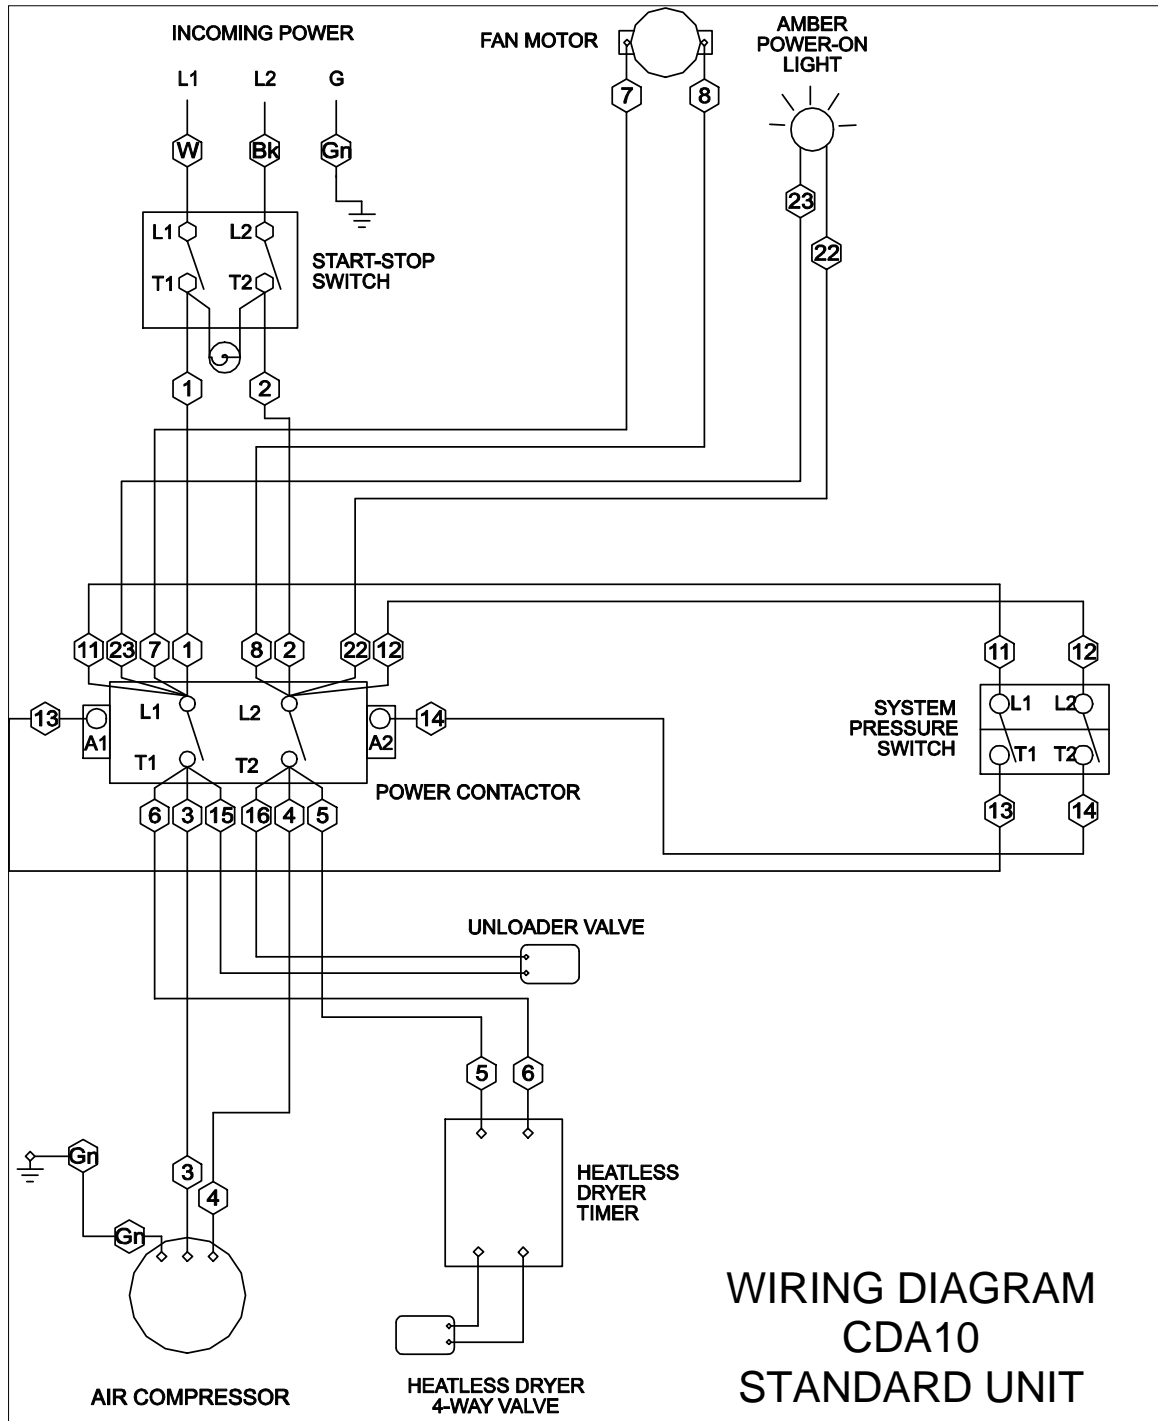 INCOMING POWER
L1 L2 G
W Bk Gn
FAN MOTOR
7 8
AMBER
POWER-ON
LIGHT
23
22
L1 L2
T1 T2
START-STOP
SWITCH
1 2
11 23 7 1 8 2 22 12
11 12
13 A1 L1 L2 A2 14
T1 T2
POWER CONTACTOR
SYSTEM
PRESSURE
SWITCH
L1 L2
T1 T2
13 14
6 3 15 16 4 5
UNLOADER VALVE
5 6
HEATLESS
DRYER
TIMER
Gn
3
4
Gn
AIR COMPRESSOR
HEATLESS DRYER
4-WAY VALVE
WIRING DIAGRAM
CDA10
STANDARD UNIT